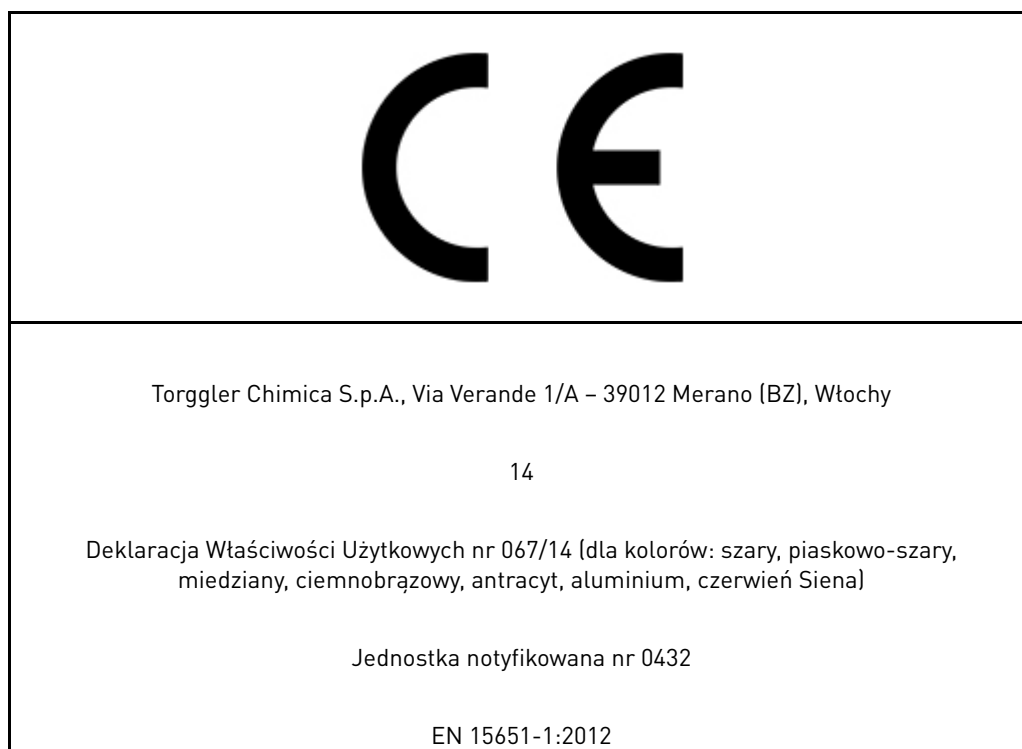 CE
Torggler Chimica S.p.A., Via Verande 1/A – 39012 Merano (BZ), Włochy
14
Deklaracja Właściwości Użytkowych nr 067/14 (dla kolorów: szary, piaskowo-szary,
miedziany, ciemnobrązowy, antracyt, aluminium, czerwień Siena)
Jednostka notyfikowana nr 0432
EN 15651-1:2012